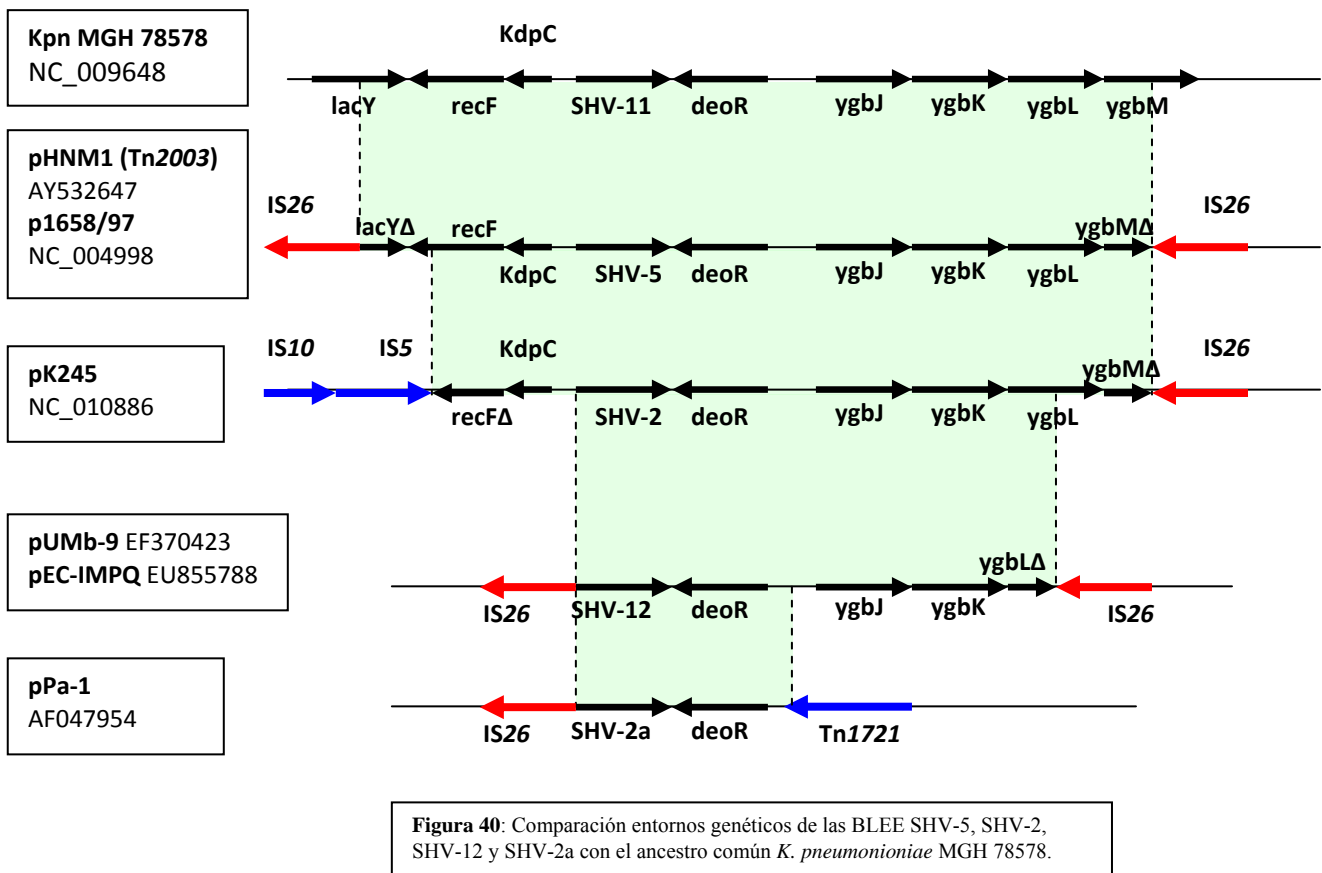 KdpC
Kpn MGH 78578
NC_009648
lacY recF SHV-11 deoR ygbJ ygbK ygbL ygbM
pHNM1 (Tn2003)
AY532647
p1658/97
NC_004998
IS26 lacYΔ recF ygbMΔ IS26
KdpC SHV-5 deoR ygbJ ygbK ygbL
pK245
NC_010886
IS10 IS5 KdpC ygbMΔ IS26
recFΔ SHV-2 deoR ygbJ ygbK ygbL
pUMb-9 EF370423
pEC-IMPQ EU855788
ygbLΔ
IS26 SHV-12 deoR ygbJ ygbK IS26
pPa-1
AF047954
IS26 SHV-2a deoR Tn1721
Figura 40: Comparación entornos genéticos de las BLEE SHV-5, SHV-2,
SHV-12 y SHV-2a con el ancestro común K. pneumonioniae MGH 78578.